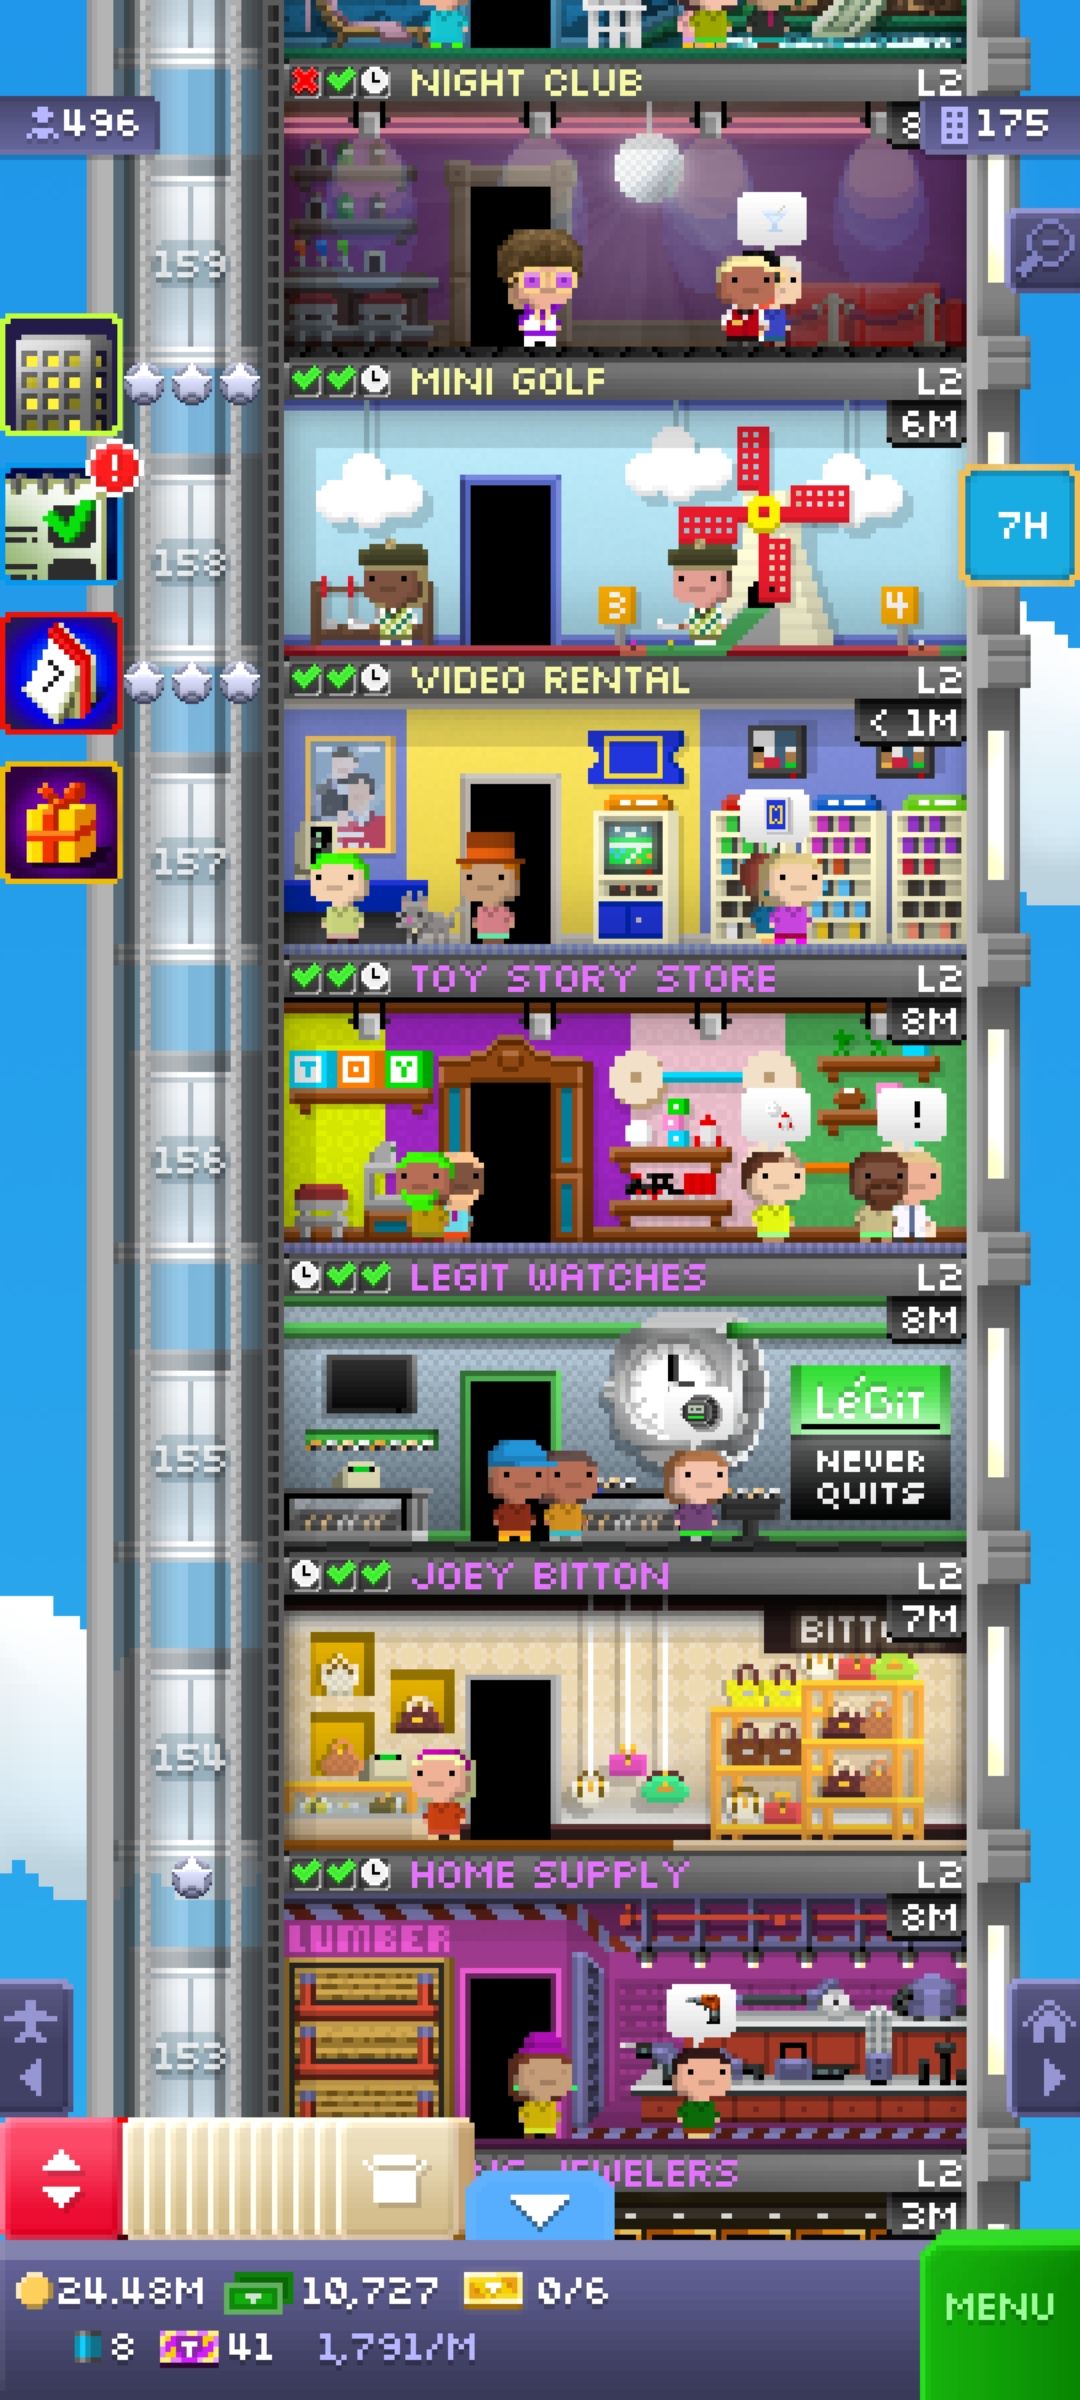 NIGHT CLUB L2
496
8
175
159
MINI GOLF L2
6M
7H
3
4
158
VIDEO RENTAL L2
< 1M
157
TOY STORY STORE L2
8M
T O Y
!
156
LEGIT WATCHES L2
8M
LéGiT
NEVER
QUITS
155
JOEY BITTON L2
7M
154
HOME SUPPLY L2
8M
LUMBER
153
JEWELERS L2
3M
24.48M 10,727 0/6
8 T 41 1,791/M
MENU